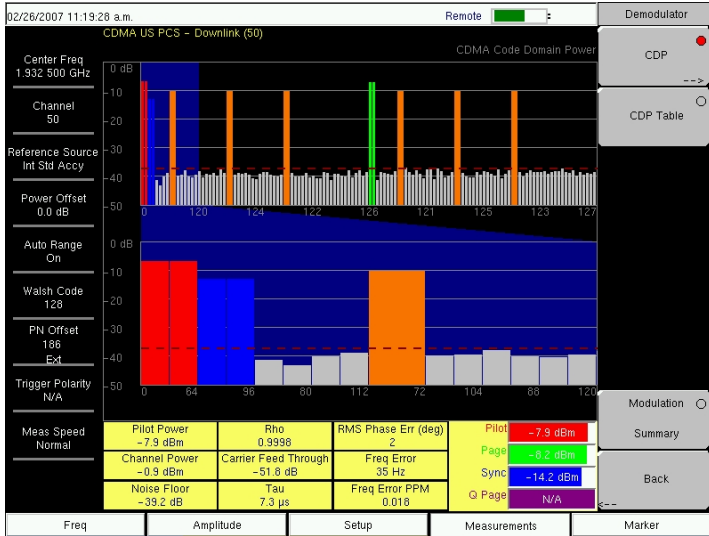 02/26/2007 11:19:28 a.m.
Remote
Demodulator
CDMA US PCS - Downlink (50)
CDMA Code Domain Power
Center Freq
1.932 500 GHz
Channel
50
Reference Source
Int Std Accy
Power Offset
0.0 dB
Auto Range
On
Walsh Code
128
PN Offset
186
Ext
Trigger Polarity
N/A
Meas Speed
Normal
0 dB
-10
-20
-30
-40
-50
0 120 124 122 126 121 125 123 127
0 dB
-10
-20
-30
-40
-50
0 64 96 80 112 72 104 88 120
Pilot Power
-7.9 dBm
Rho
0.9998
RMS Phase Err (deg)
2
Channel Power
-0.9 dBm
Carrier Feed Through
-51.8 dB
Freq Error
35 Hz
Noise Floor
-39.2 dB
Tau
7.3 µs
Freq Error PPM
0.018
Pilot -7.9 dBm
Page -8.2 dBm
Sync -14.2 dBm
Q Page N/A
CDP
-->
CDP Table
Modulation
Summary
Back
<--
Freq
Amplitude
Setup
Measurements
Marker